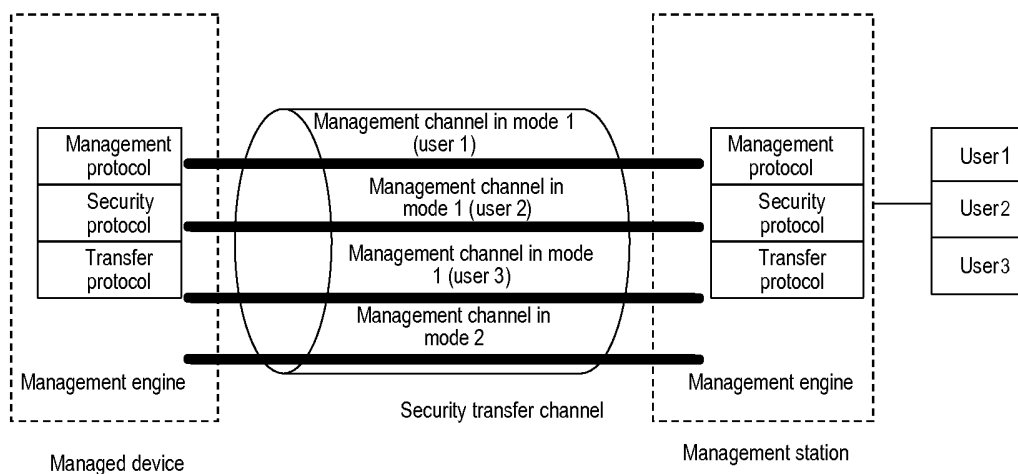 Management
protocol
Security
protocol
Transfer
protocol
Management engine
Managed device
Management channel in mode 1
(user 1)
Management channel in
mode 1 (user 2)
Management channel in mode
1 (user 3)
Management channel in
mode 2
Security transfer channel
Management
protocol
Security
protocol
Transfer
protocol
Management engine
Management station
User1
User2
User3